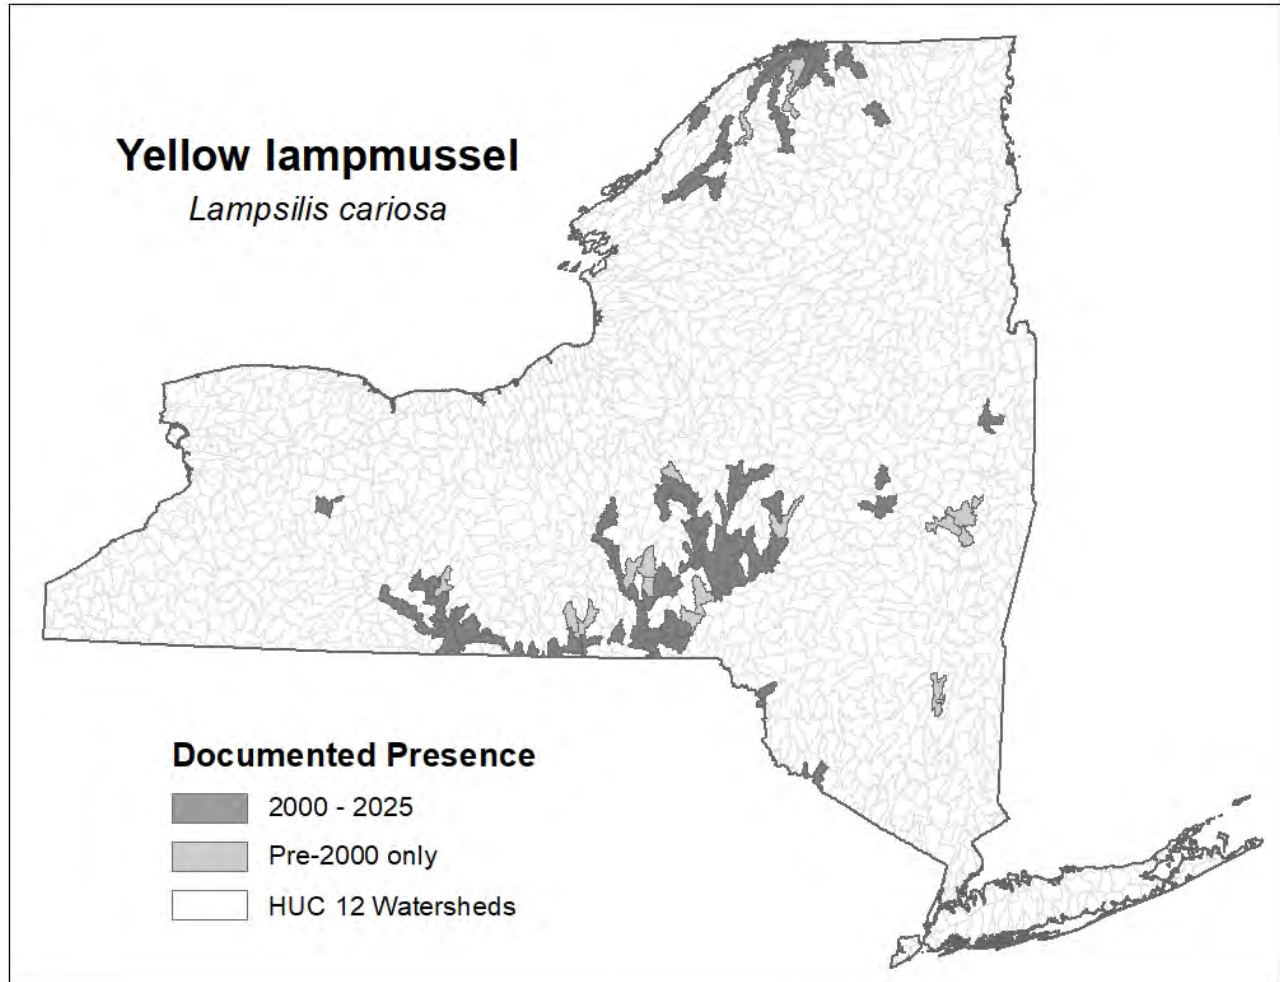 Yellow lampmussel
Lampsilis cariosa
Documented Presence
2000 - 2025
Pre-2000 only
HUC 12 Watersheds